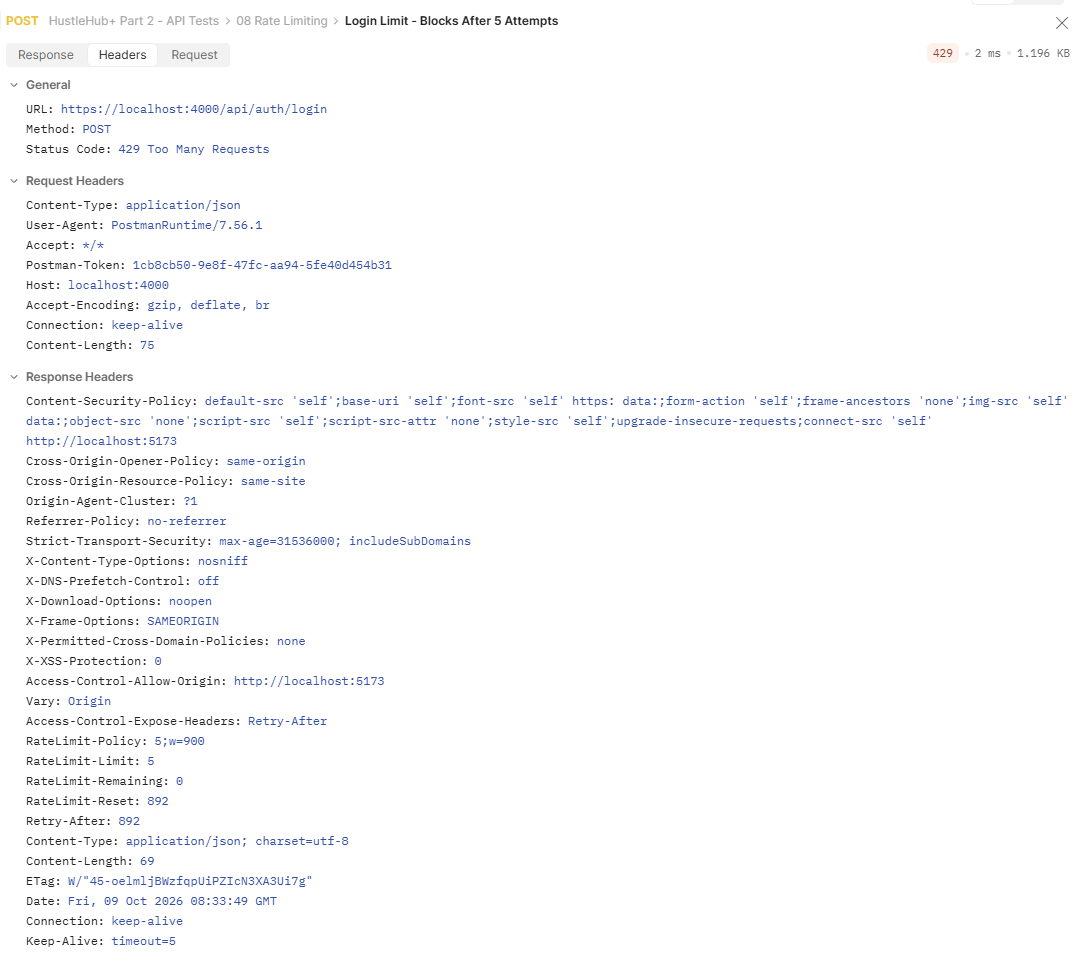 POST HustleHub+ Part 2 - API Tests > 08 Rate Limiting > Login Limit - Blocks After 5 Attempts
Response Headers Request
429 • 2 ms • 1.196 KB
General
URL: https://localhost:4000/api/auth/login
Method: POST
Status Code: 429 Too Many Requests
Request Headers
Content-Type: application/json
User-Agent: PostmanRuntime/7.56.1
Accept: */*
Postman-Token: 1cb8cb50-9e8f-47fc-aa94-5fe40d454b31
Host: localhost:4000
Accept-Encoding: gzip, deflate, br
Connection: keep-alive
Content-Length: 75
Response Headers
Content-Security-Policy: default-src 'self';base-uri 'self';font-src 'self' https: data:;form-action 'self';frame-ancestors 'none';img-src 'self'
data:;object-src 'none';script-src 'self';script-src-attr 'none';style-src 'self';upgrade-insecure-requests;connect-src 'self'
http://localhost:5173
Cross-Origin-Opener-Policy: same-origin
Cross-Origin-Resource-Policy: same-site
Origin-Agent-Cluster: ?1
Referrer-Policy: no-referrer
Strict-Transport-Security: max-age=31536000; includeSubDomains
X-Content-Type-Options: nosniff
X-DNS-Prefetch-Control: off
X-Download-Options: noopen
X-Frame-Options: SAMEORIGIN
X-Permitted-Cross-Domain-Policies: none
X-XSS-Protection: 0
Access-Control-Allow-Origin: http://localhost:5173
Vary: Origin
Access-Control-Expose-Headers: Retry-After
RateLimit-Policy: 5;w=900
RateLimit-Limit: 5
RateLimit-Remaining: 0
RateLimit-Reset: 892
Retry-After: 892
Content-Type: application/json; charset=utf-8
Content-Length: 69
ETag: W/"45-oelmljBWzfqpUiPZIcN3XA3Ui7g"
Date: Fri, 09 Oct 2026 08:33:49 GMT
Connection: keep-alive
Keep-Alive: timeout=5